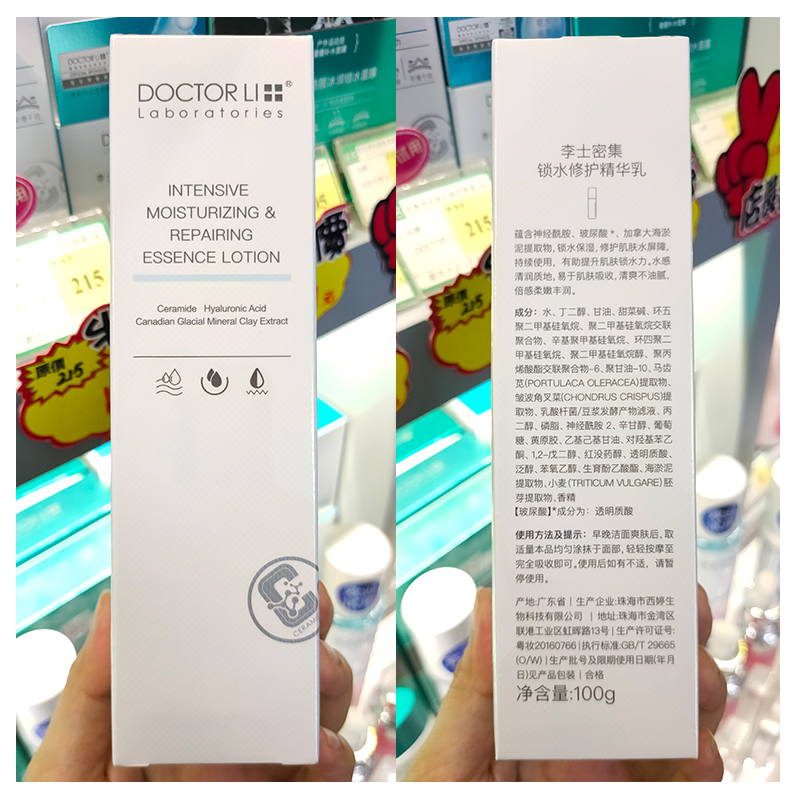 DOCTOR LI®
Laboratories
INTENSIVE
MOISTURIZING &
REPAIRING
ESSENCE LOTION
Ceramide Hyaluronic Acid
Canadian Glacial Mineral Clay Extract
CERAM
215
原價
215
李士密集
锁水修护精华乳
蕴含神经酰胺、玻尿酸*、加拿大海淤
泥提取物,锁水保湿,修护肌肤水屏障,
持续使用,有助提升肌肤锁水力。水感
清润质地,易于肌肤吸收,清爽不油腻,
倍感柔嫩丰润。
成分：水、丁二醇、甘油、甜菜碱、环五
聚二甲基硅氧烷、聚二甲基硅氧烷交联
聚合物、辛基聚甲基硅氧烷、环四聚二
甲基硅氧烷、聚二甲基硅氧烷醇、聚丙
烯酸酯交联聚合物-6、聚甘油-10、马齿
苋(PORTULACA OLERACEA)提取物、
皱波角叉菜(CHONDRUS CRISPUS)提
取物、乳酸杆菌/豆浆发酵产物滤液、丙
二醇、磷脂、神经酰胺 2、辛甘醇、葡萄
糖、黄原胶、乙基己基甘油、对羟基苯乙
酮、1,2-戊二醇、红没药醇、透明质酸、
泛醇、苯氧乙醇、生育酚乙酸酯、海淤泥
提取物、小麦(TRITICUM VULGARE)胚
芽提取物、香精
【玻尿酸】*成分为：透明质酸
使用方法及提示：早晚洁面爽肤后,取
适量本品均匀涂抹于面部,轻轻按摩至
完全吸收即可。使用后如有不适，请暂
停使用。
产地:广东省 | 生产企业:珠海市西婷生
物科技有限公司 | 地址:珠海市金湾区
联港工业区虹晖路13号 | 生产许可证号:
粤妆20160766 | 执行标准:GB/T 29665
(O/W) | 生产批号及限期使用日期(年月
日)见产品包装 | 合格
净含量:100g
215
原價
215
店長